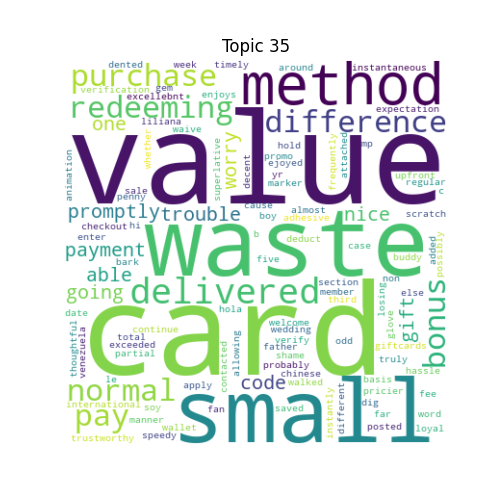 Topic 35
dented week timely around instantaneous
purchase verification gem method
excellebnt enjoys expectation
redeeming liliana difference
one waive hold promo mp
value
animation whether superlative worry decent frequently attached upfront
sale yr marker regular
penny c
promptly trouble cause almost adhesive nice scratch
checkout hi boy
payment enter waste
bark b deduct case added possibly
able five buddy
going delivered section non losing else
member third gift bonus
date hola
thoughtful venezuela continue card welcome wedding odd glove giftcards
total father verify truly
exceeded allowing contacted shame hassle
partial probably
normal le code chinese basis
apply walked pricier
international soy fan saved instantly different dig fee
pay manner wallet small far word
trustworthy speedy posted loyal